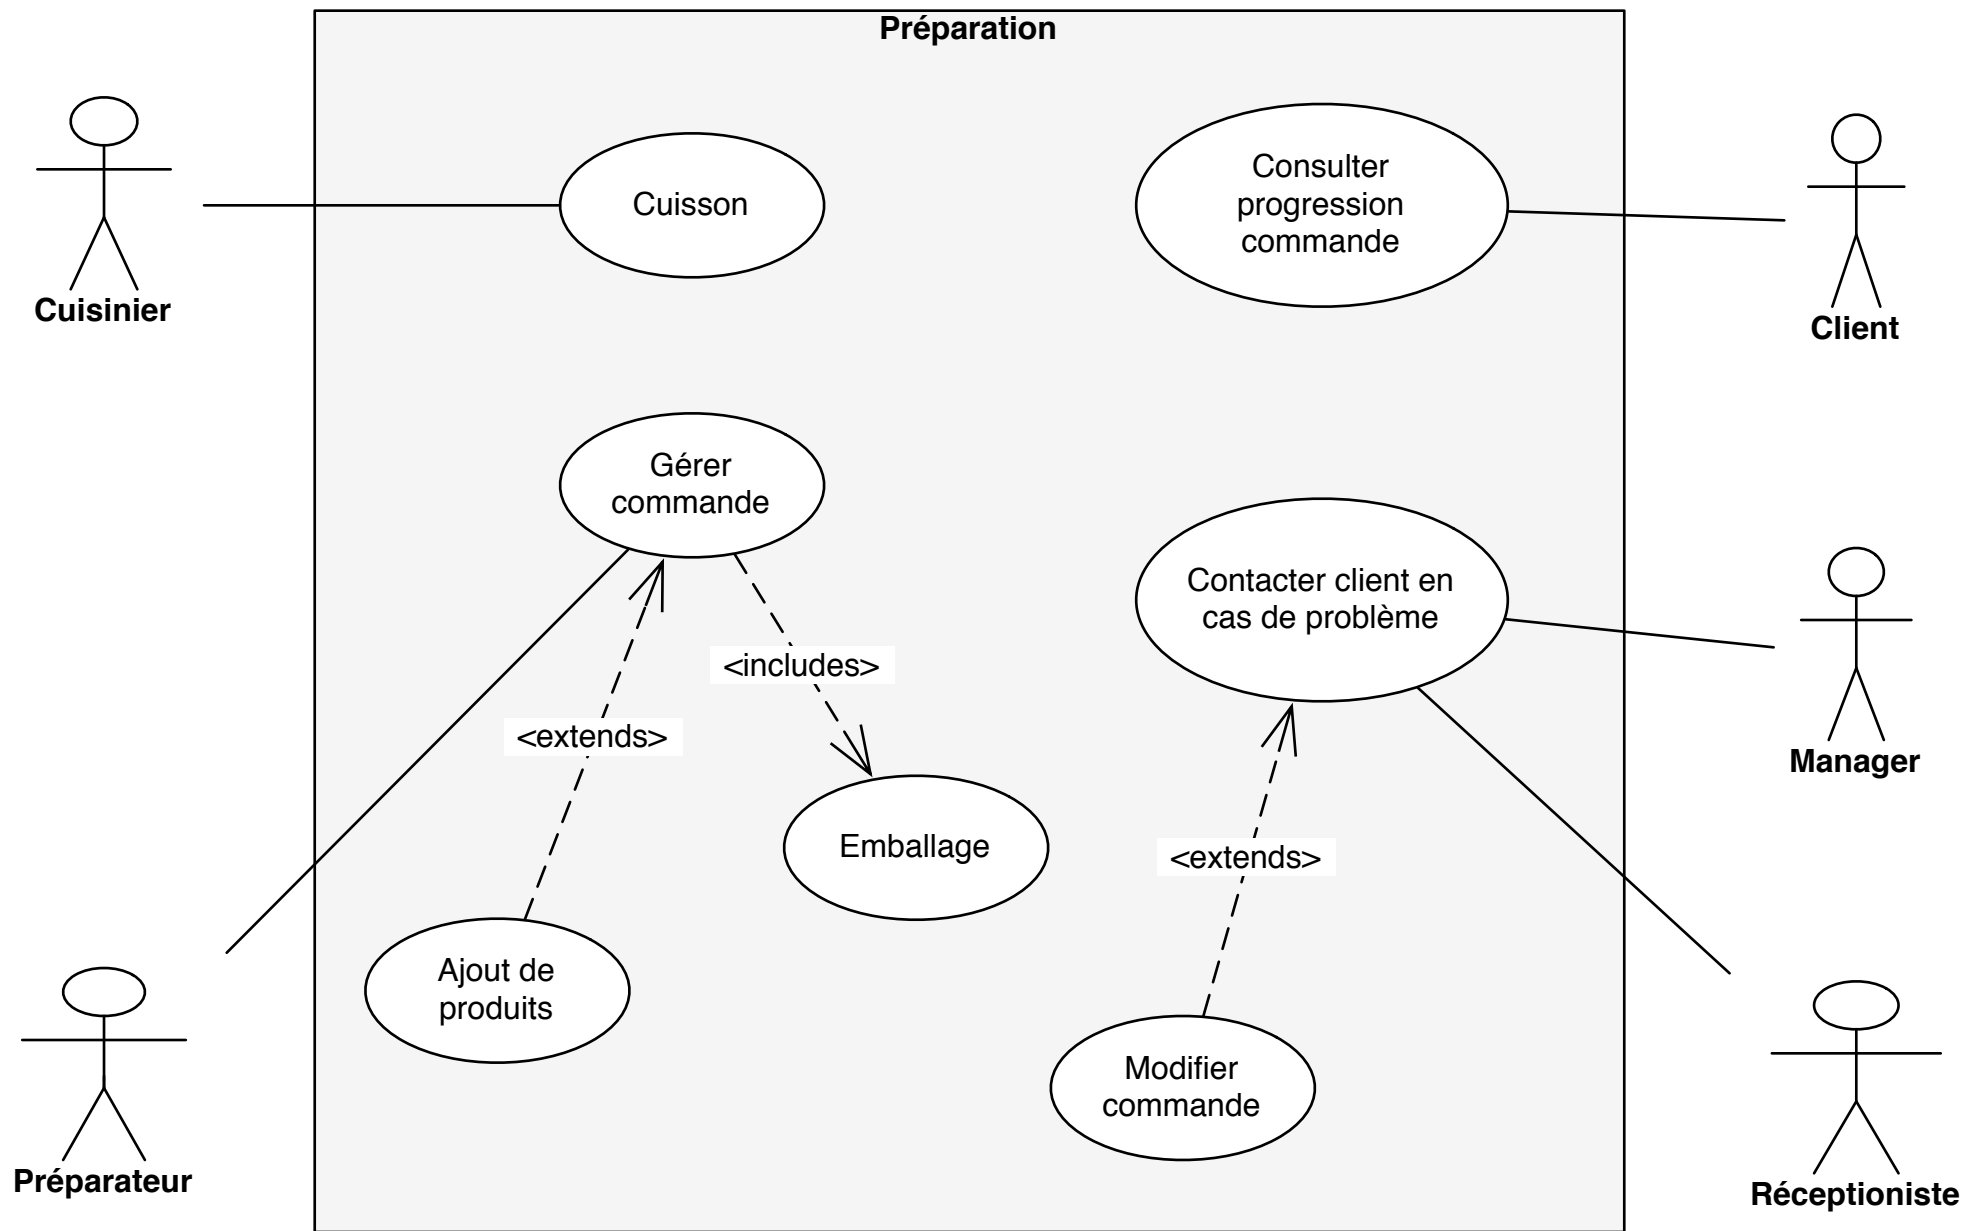 Préparation
Cuisson
Consulter
progression
commande
Cuisinier
Client
Gérer
commande
Contacter client en
cas de problème
<includes>
<extends>
Manager
Emballage
<extends>
Ajout de
produits
Modifier
commande
Préparateur
Réceptioniste